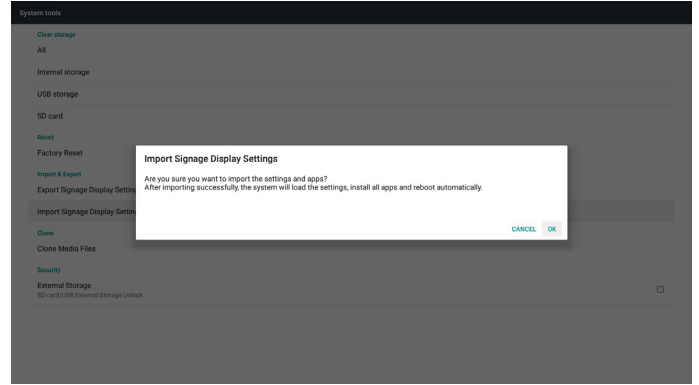 System tools
Clear storage
All
Internal storage
USB storage
SD card
Reset
Factory Reset
Import & Export
Export Signage Display
Import Signage Display
Clone
Clone Media Files
Security
External Storage
SD card/USB External Storage Unlock
Import Signage Display Settings
Are you sure you want to import the settings and apps?
After importing successfully, the system will load the settings, install all apps and reboot automatically.
CANCEL OK